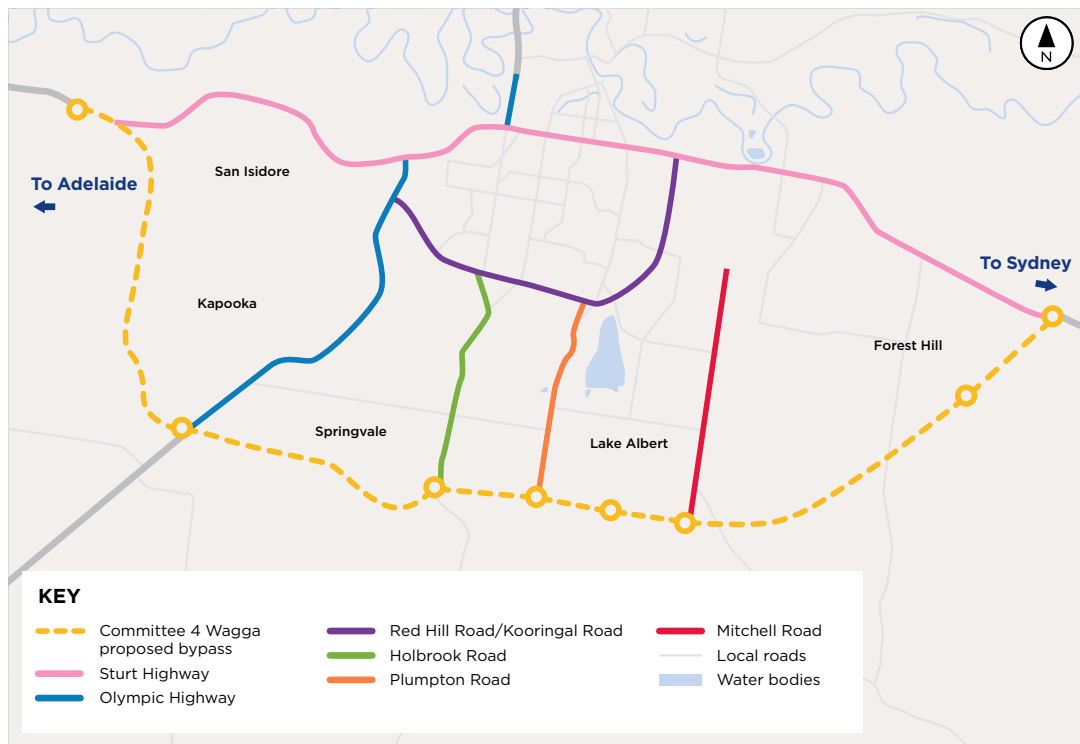 N
San Isidore
To Adelaide
To Sydney
Kapooka
Forest Hill
Springvale
Lake Albert
KEY
Committee 4 Wagga
proposed bypass
Sturt Highway
Olympic Highway
Red Hill Road/Kooringal Road
Holbrook Road
Plumpton Road
Mitchell Road
Local roads
Water bodies